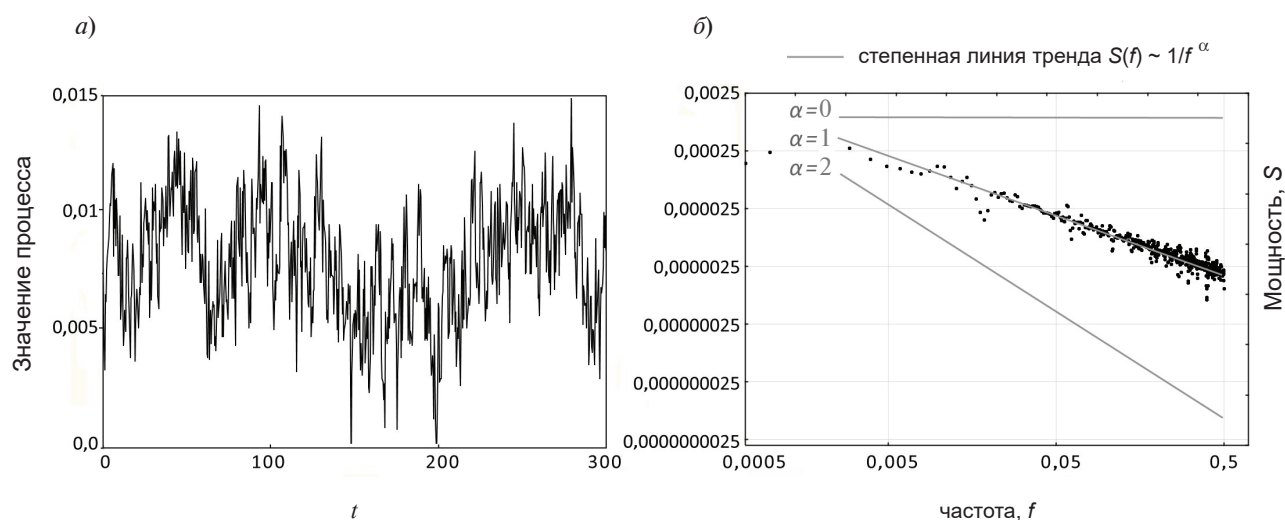 а)
0,015
0,01
0,005
0,0
Значение процесса
0
100
200
300
t
б)
степенная линия тренда S(f) ~ 1/f α
0,0025
0,00025
0,000025
0,0000025
0,00000025
0,000000025
0,0000000025
α=0
α=1
α=2
Мощность, S
0,0005
0,005
0,05
0,5
частота, f